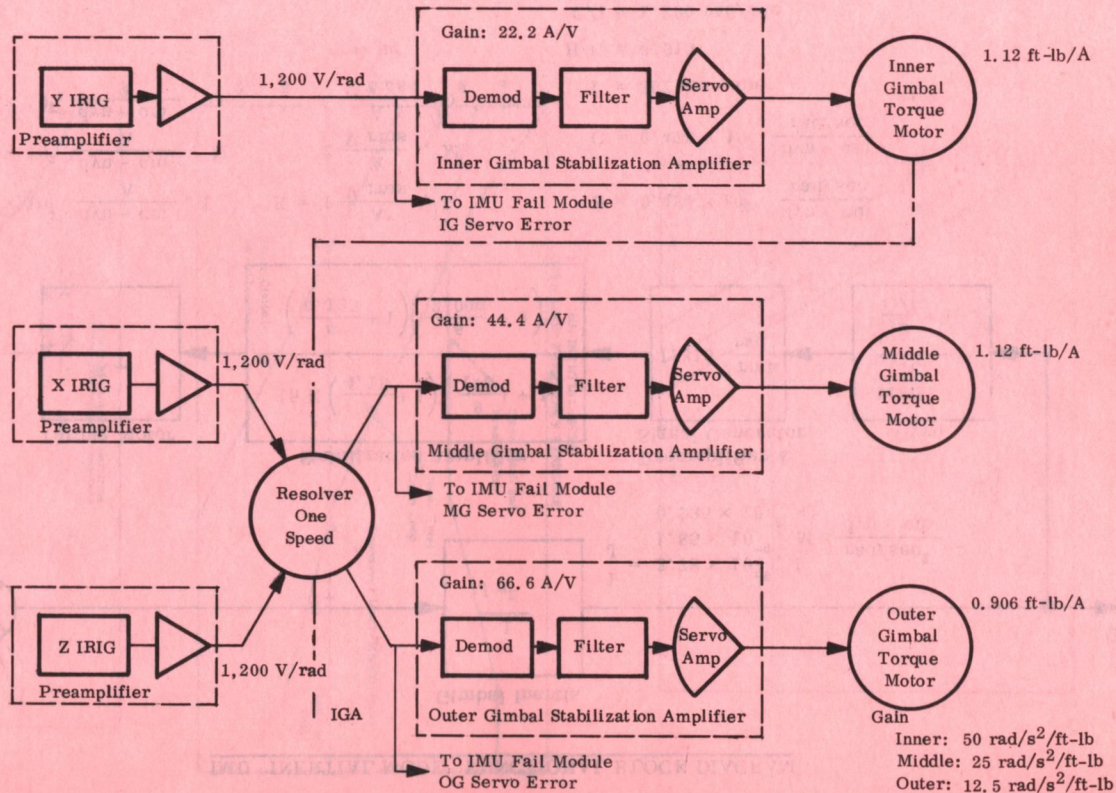 Gain: 22.2 A/V
1,200 V/rad
Y IRIG
Preamplifier
Demod
Filter
Servo
Amp
Inner Gimbal Stabilization Amplifier
Inner
Gimbal
Torque
Motor
1.12 ft-lb/A
To IMU Fail Module
IG Servo Error
Gain: 44.4 A/V
1,200 V/rad
X IRIG
Preamplifier
Demod
Filter
Servo
Amp
Middle Gimbal Stabilization Amplifier
Middle
Gimbal
Torque
Motor
1.12 ft-lb/A
To IMU Fail Module
MG Servo Error
Resolver
One
Speed
Gain: 66.6 A/V
Z IRIG
Preamplifier
1,200 V/rad
Demod
Filter
Servo
Amp
Outer Gimbal Stabilization Amplifier
Outer
Gimbal
Torque
Motor
0.906 ft-lb/A
IGA
To IMU Fail Module
OG Servo Error
Gain
Inner: 50 rad/s²/ft-lb
Middle: 25 rad/s²/ft-lb
Outer: 12.5 rad/s²/ft-lb
IMU INERTIAL BLOCK DIAGRAM
Gimbal Inertia